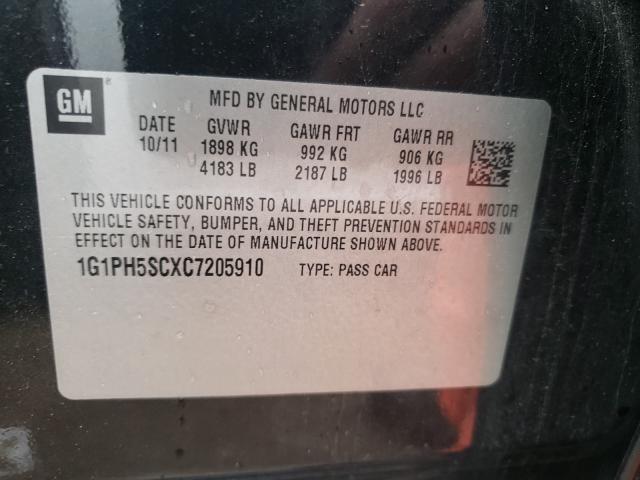 GM ®
MFD BY GENERAL MOTORS LLC
DATE GVWR GAWR FRT GAWR RR
10/11 1898 KG 992 KG 906 KG
4183 LB 2187 LB 1996 LB
THIS VEHICLE CONFORMS TO ALL APPLICABLE U.S. FEDERAL MOTOR
VEHICLE SAFETY, BUMPER, AND THEFT PREVENTION STANDARDS IN
EFFECT ON THE DATE OF MANUFACTURE SHOWN ABOVE.
1G1PH5SCXC7205910 TYPE: PASS CAR